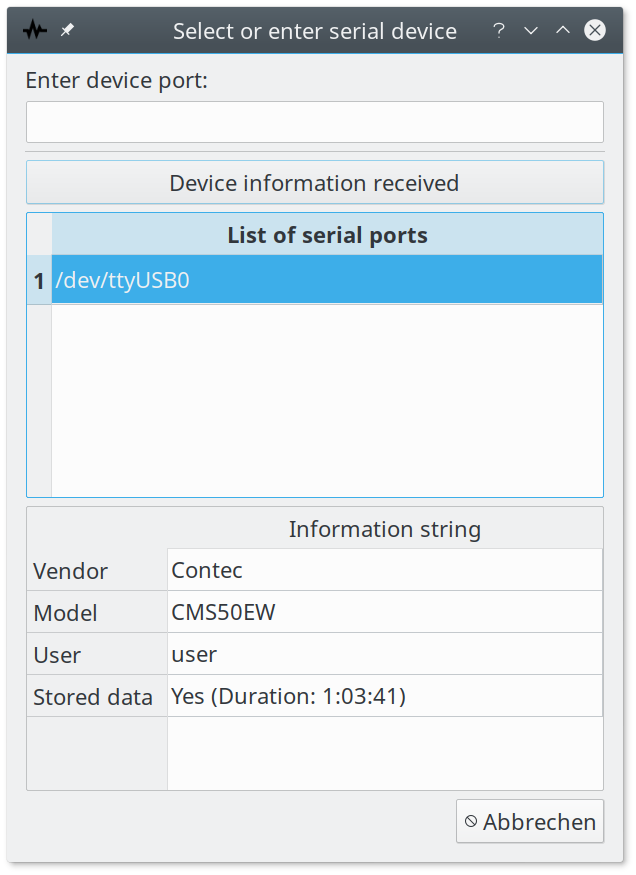 Select or enter serial device
Enter device port:
Device information received
List of serial ports
1 /dev/ttyUSB0
Information string
Vendor Contec
Model CMS50EW
User user
Stored data Yes (Duration: 1:03:41)
Abbrechen